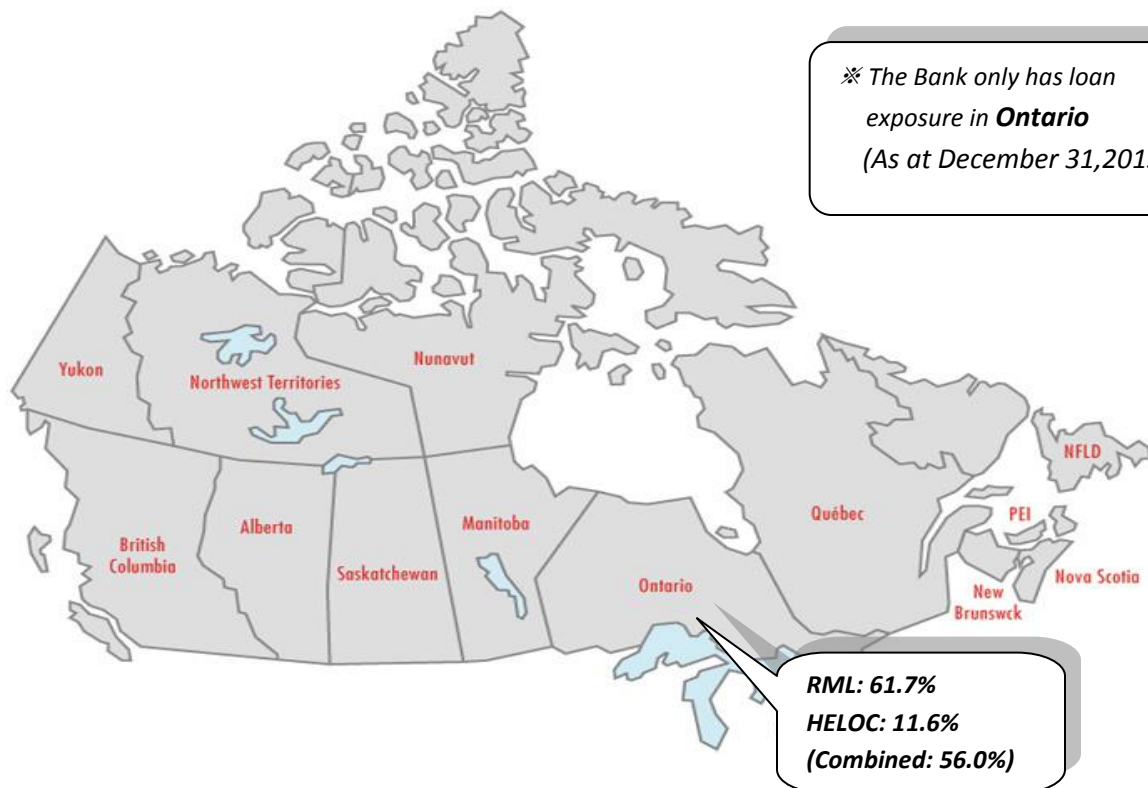 ※ The Bank only has loan
exposure in Ontario
(As at December 31,201
Yukon
Northwest Territories
Nunavut
British
Columbia
Alberta
Saskatchewan
Manitoba
Ontario
Québec
NFLD
PEI
New
Brunswck
Nova Scotia
RML: 61.7%
HELOC: 11.6%
(Combined: 56.0%)